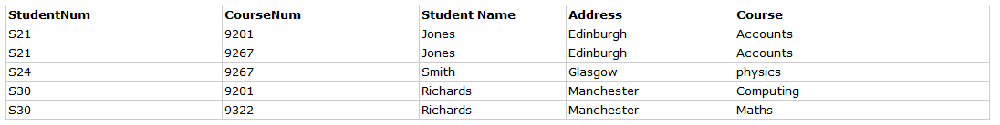 StudentNum CourseNum Student Name Address Course
S21 9201 Jones Edinburgh Accounts
S21 9267 Jones Edinburgh Accounts
S24 9267 Smith Glasgow physics
S30 9201 Richards Manchester Computing
S30 9322 Richards Manchester Maths